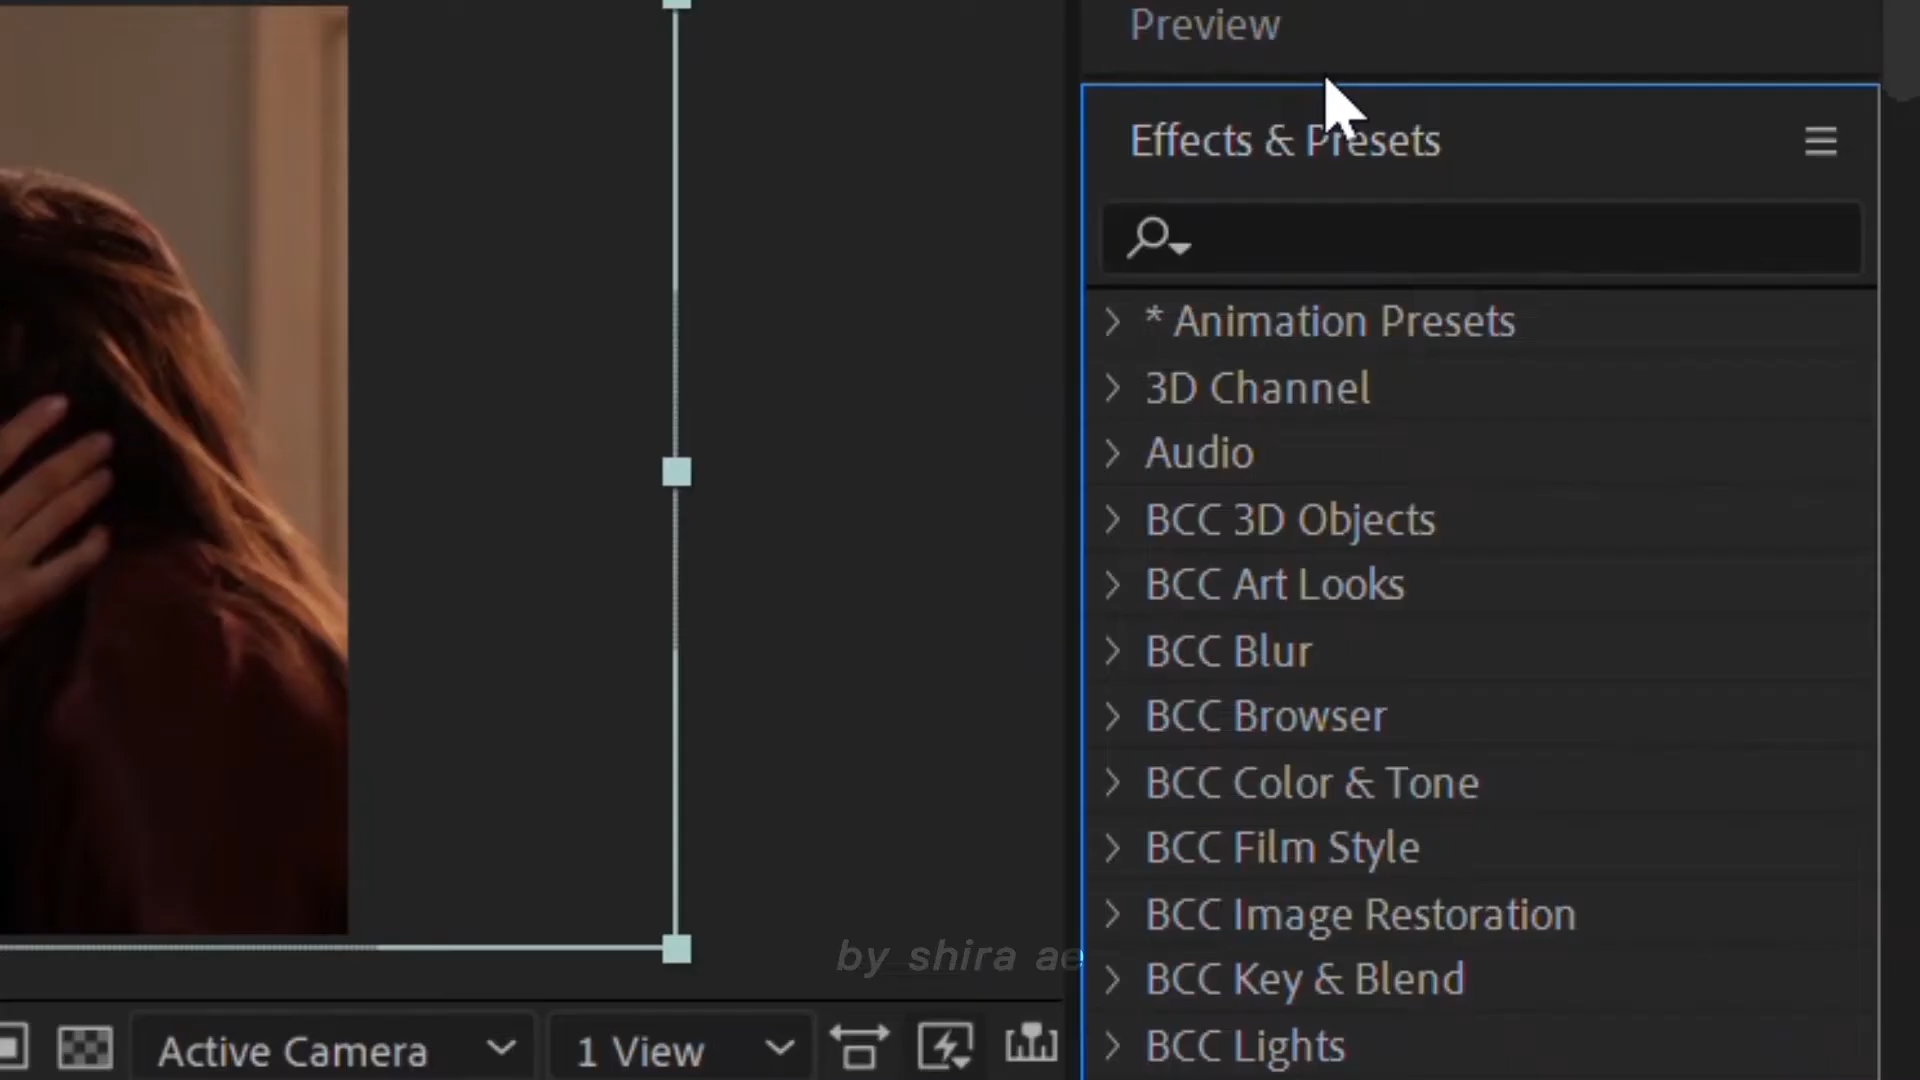 Preview
Effects & Presets
* Animation Presets
3D Channel
Audio
BCC 3D Objects
BCC Art Looks
BCC Blur
BCC Browser
BCC Color & Tone
BCC Film Style
BCC Image Restoration
BCC Key & Blend
BCC Lights
by shira ae
Active Camera
1 View